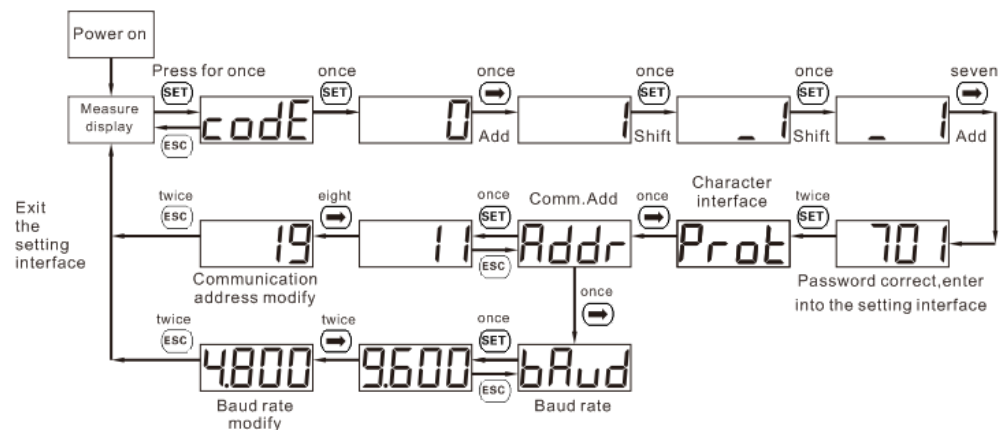 Power on
Press for once
once
once
once
once
seven
SET
SET
➡
SET
SET
➡
Measure
display
codE
0
1
_1
_ 1
ESC
Add
Shift
Shift
Add
Exit
the
setting
interface
twice
eight
once
Comm.Add
once
Character
interface
twice
ESC
➡
SET
➡
SET
19
11
Addr
Prot
701
ESC
Communication
address modify
Password correct,enter
into the setting interface
once
➡
twice
twice
once
ESC
➡
SET
4.800
9.600
bAud
ESC
Baud rate
modify
Baud rate